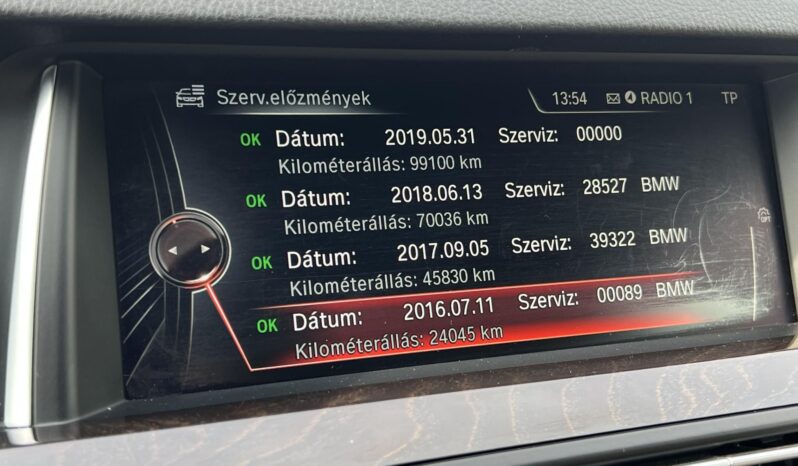 Szerv.előzmények 13:54 RADIO 1 TP
OK Dátum: 2019.05.31 Szerviz: 00000
Kilométerállás: 99100 km
OK Dátum: 2018.06.13 Szerviz: 28527 BMW
Kilométerállás: 70036 km
OK Dátum: 2017.09.05 Szerviz: 39322 BMW
Kilométerállás: 45830 km
OK Dátum: 2016.07.11 Szerviz: 00089 BMW
Kilométerállás: 24045 km
OPT